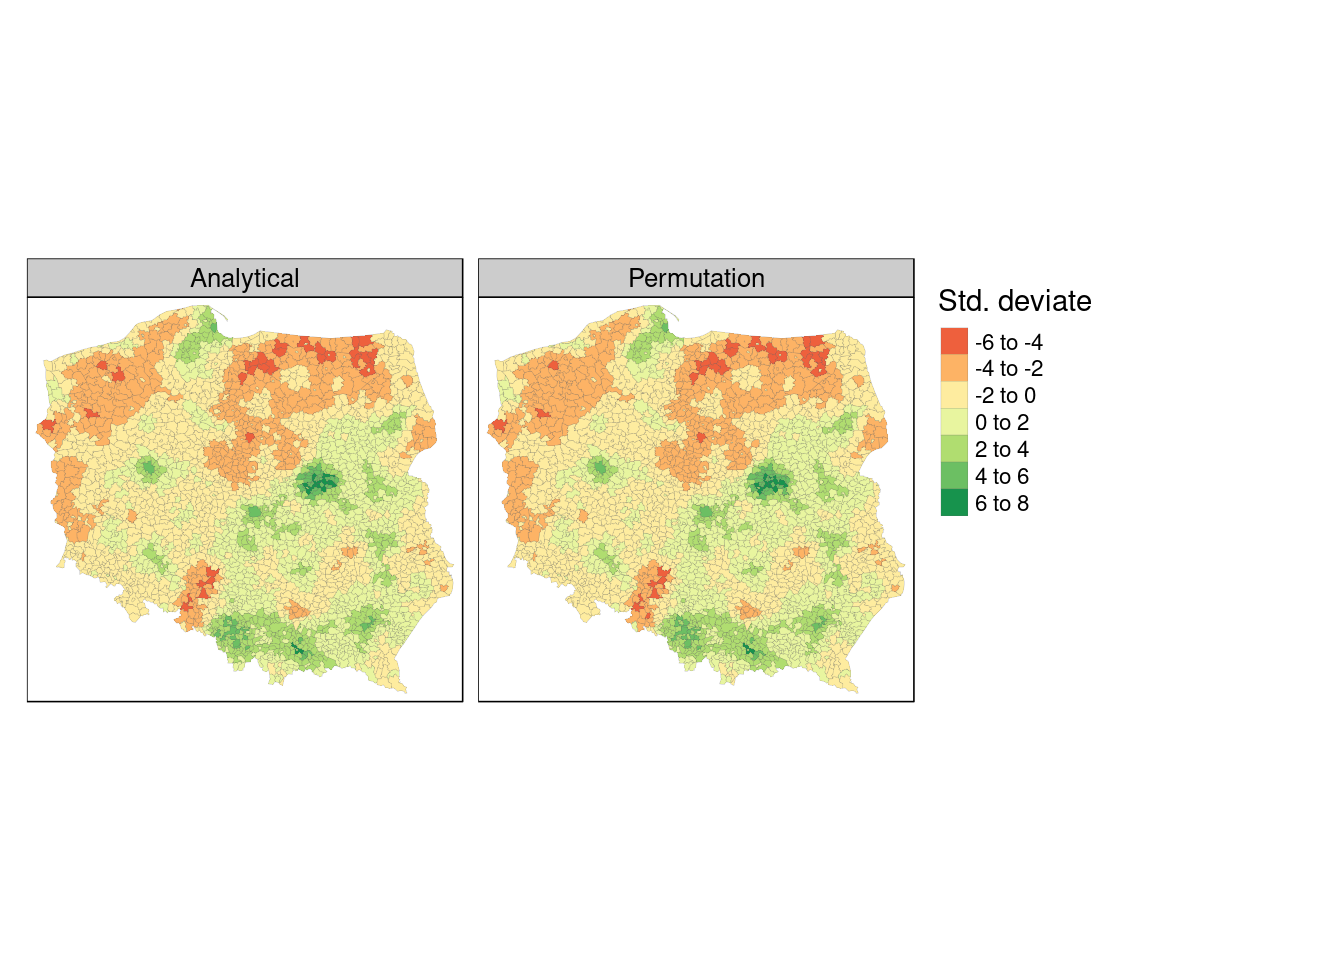 Analytical
Permutation
Std. deviate
-6 to -4
-4 to -2
-2 to 0
0 to 2
2 to 4
4 to 6
6 to 8